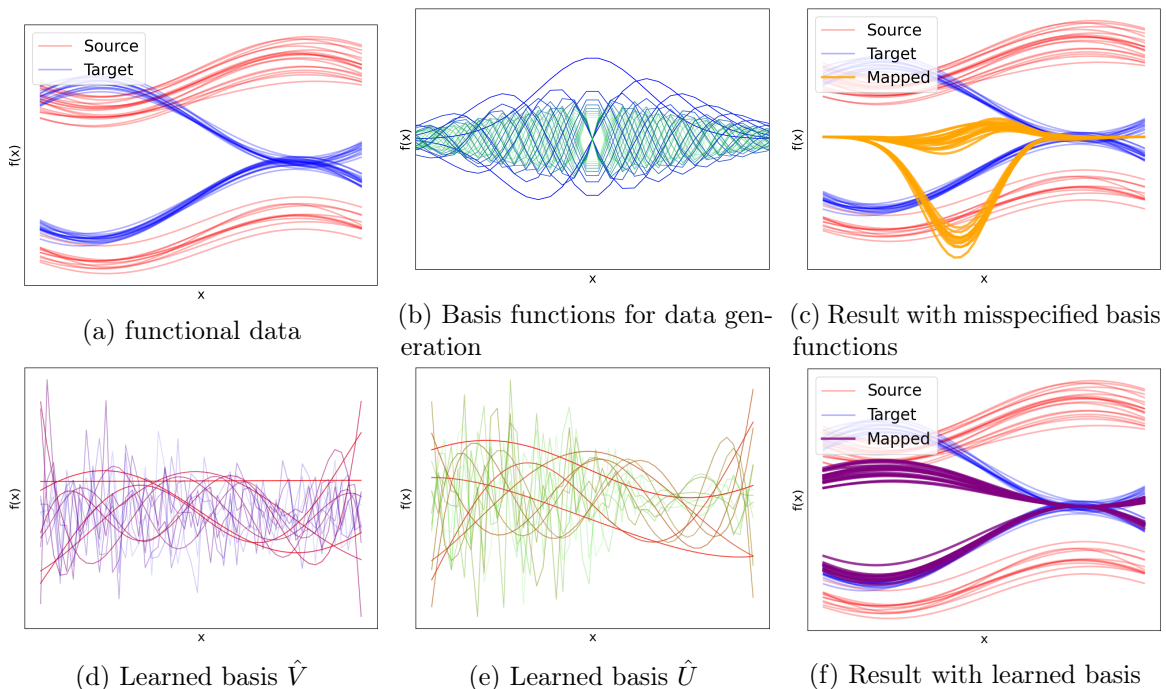 Source
Target
f(x)
x
(a) functional data
f(x)
x
(b) Basis functions for data gen-
eration
Source
Target
Mapped
f(x)
x
(c) Result with misspecified basis
functions
f(x)
x
(d) Learned basis V̂
f(x)
x
(e) Learned basis Û
Source
Target
Mapped
f(x)
x
(f) Result with learned basis